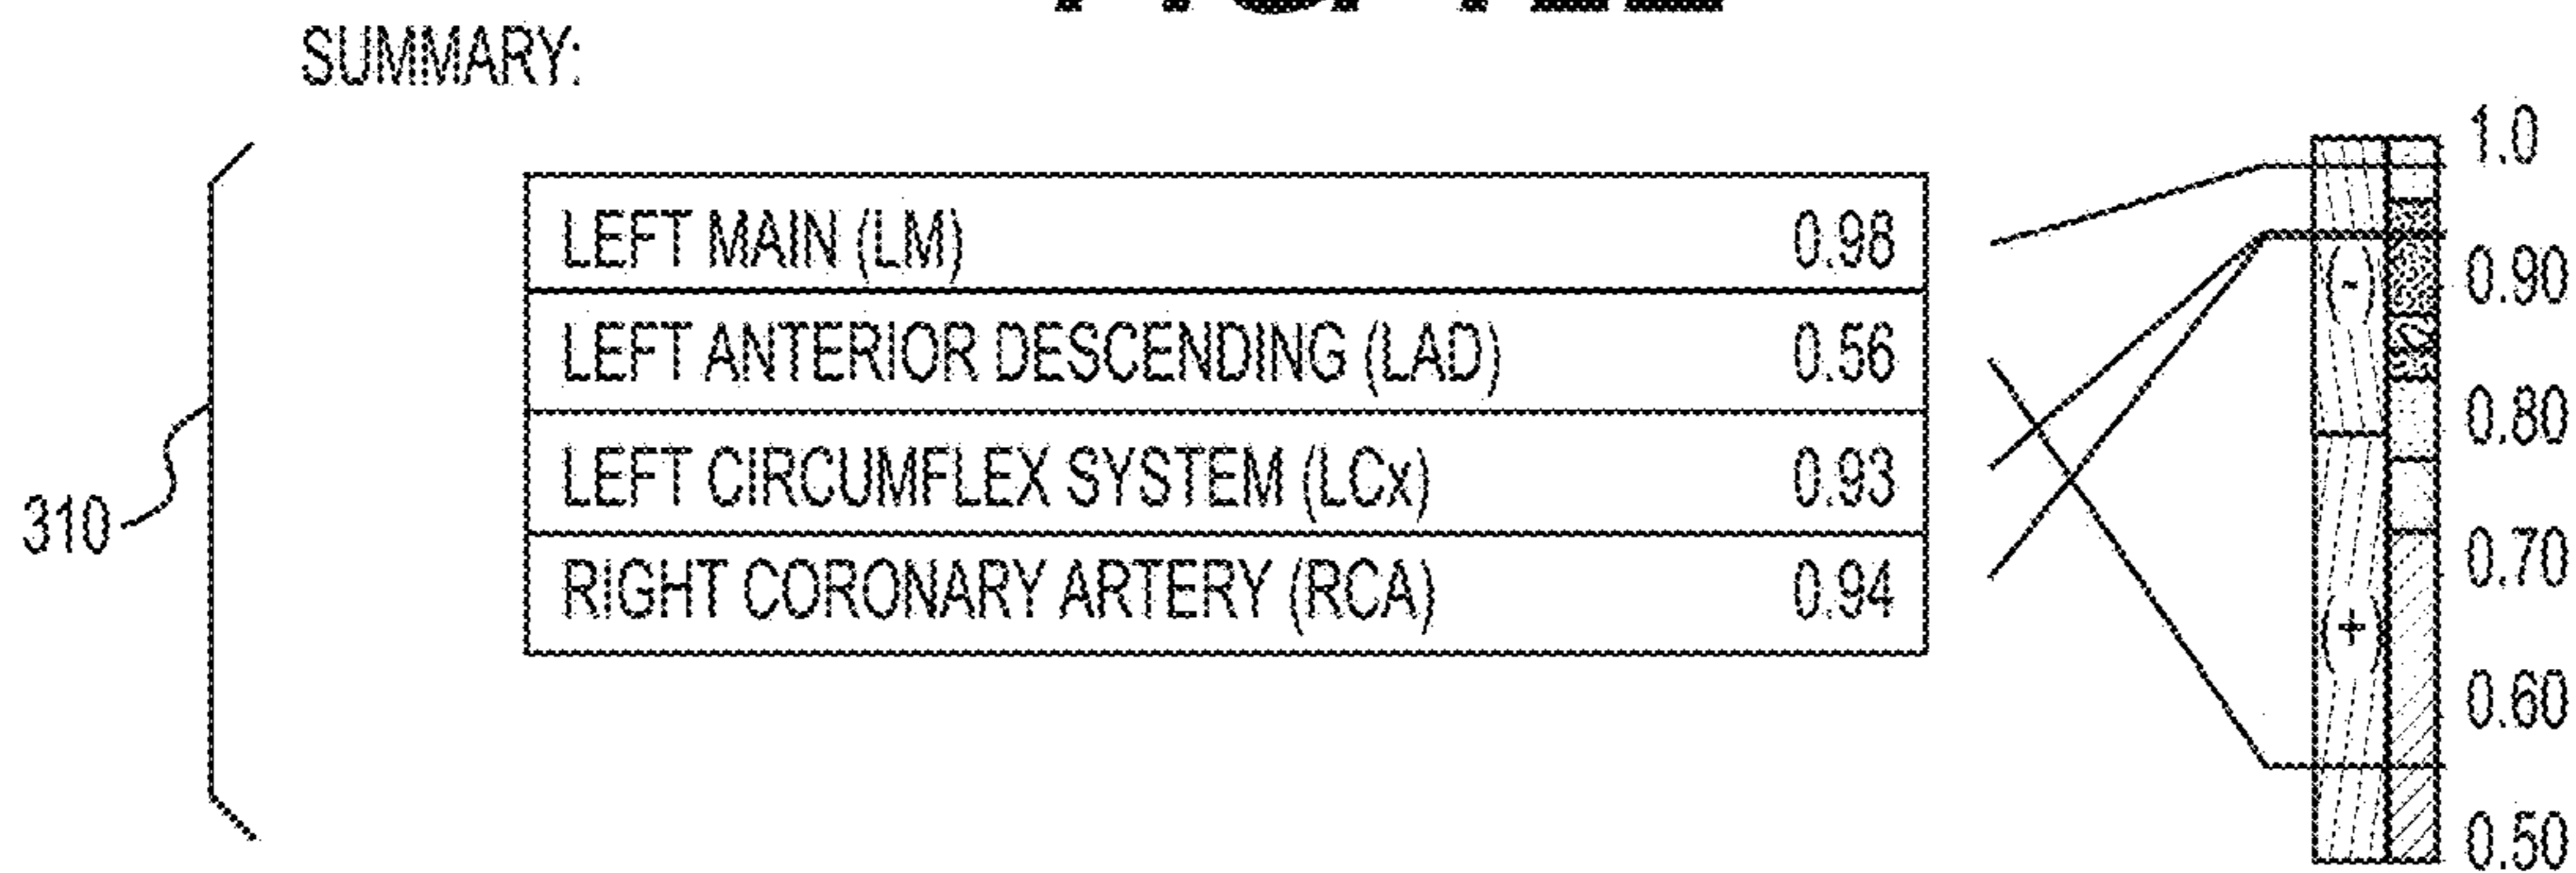 SUMMARY:
LEFT MAIN (LM) 0.98
LEFT ANTERIOR DESCENDING (LAD) 0.56
LEFT CIRCUMFLEX SYSTEM (LCx) 0.93
RIGHT CORONARY ARTERY (RCA) 0.94
310
1.0
0.90
0.80
0.70
0.60
0.50
(-)
(+)